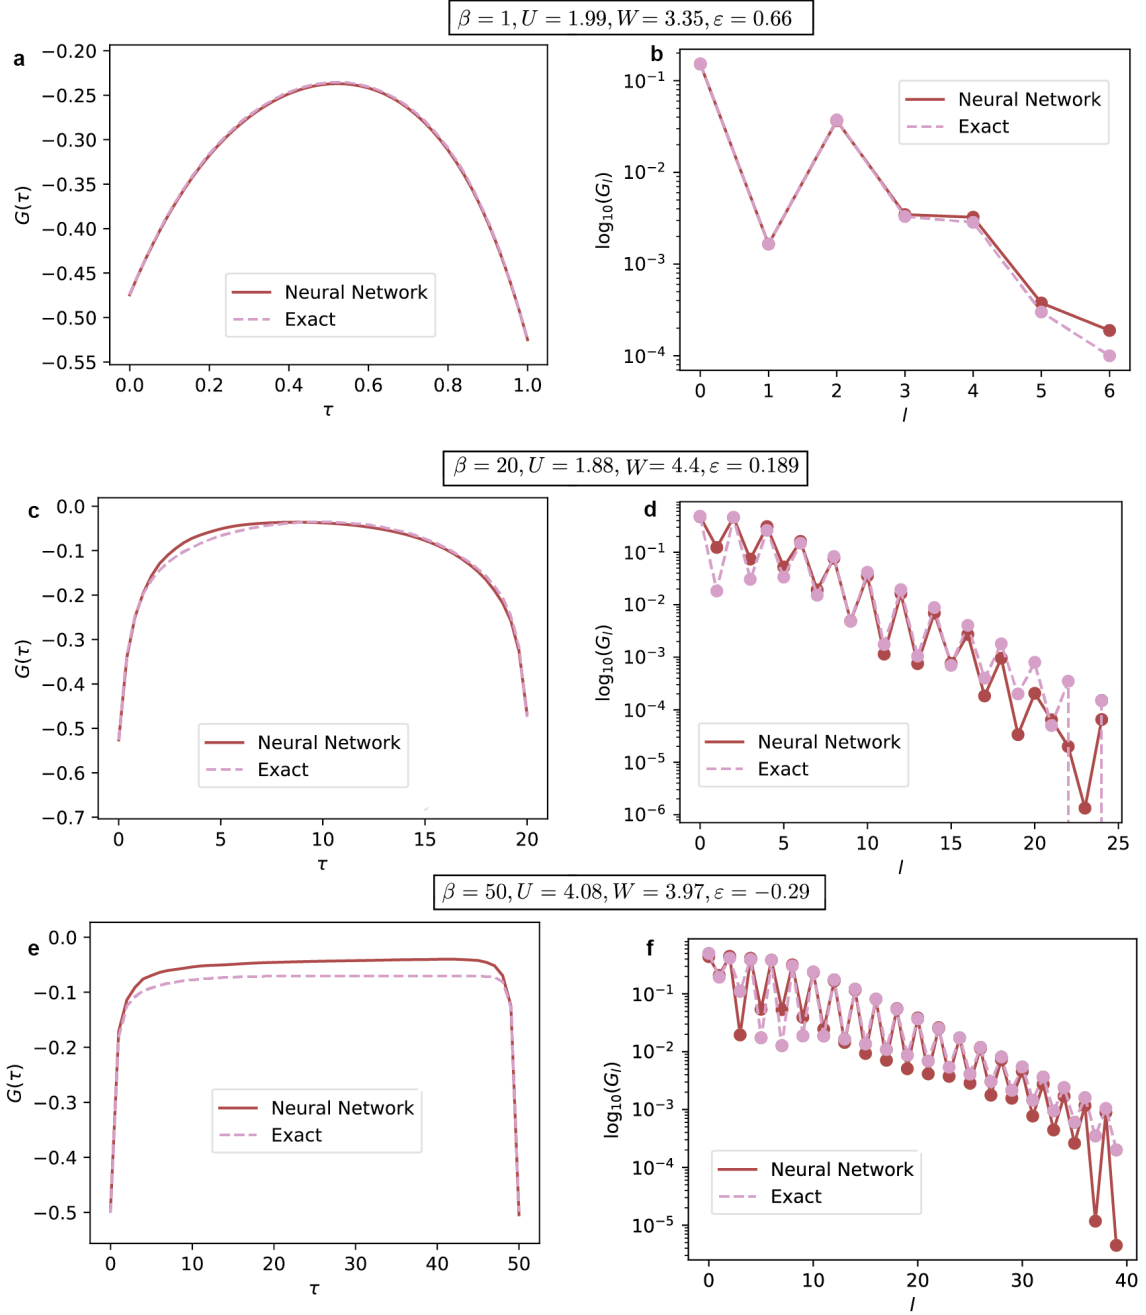 β = 1, U = 1.99, W = 3.35, ε = 0.66
a
−0.20
−0.25
−0.30
−0.35
−0.40
−0.45
−0.50
−0.55
G(τ)
Neural Network
Exact
0.0 0.2 0.4 0.6 0.8 1.0
τ
b
10⁻¹
10⁻²
10⁻³
10⁻⁴
log₁₀(Gₗ)
Neural Network
Exact
0 1 2 3 4 5 6
l
β = 20, U = 1.88, W = 4.4, ε = 0.189
c
0.0
−0.1
−0.2
−0.3
−0.4
−0.5
−0.6
−0.7
G(τ)
Neural Network
Exact
0 5 10 15 20
τ
d
10⁻¹
10⁻²
10⁻³
10⁻⁴
10⁻⁵
10⁻⁶
log₁₀(Gₗ)
Neural Network
Exact
0 5 10 15 20 25
l
β = 50, U = 4.08, W = 3.97, ε = −0.29
e
0.0
−0.1
−0.2
−0.3
−0.4
−0.5
G(τ)
Neural Network
Exact
0 10 20 30 40 50
τ
f
10⁻¹
10⁻²
10⁻³
10⁻⁴
10⁻⁵
log₁₀(Gₗ)
Neural Network
Exact
0 10 20 30 40
l